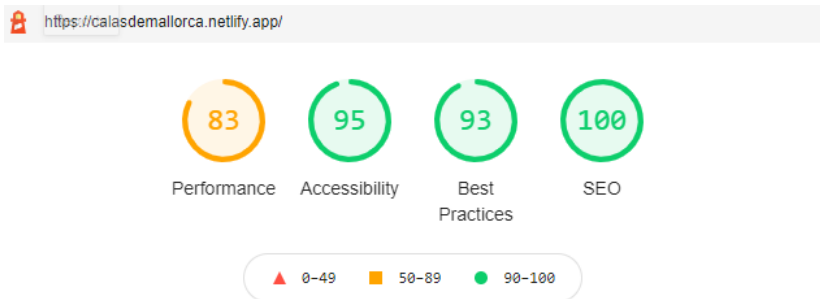 https://calasdemallorca.netlify.app/
83 95 93 100
Performance Accessibility Best Practices SEO
0–49 50–89 90–100